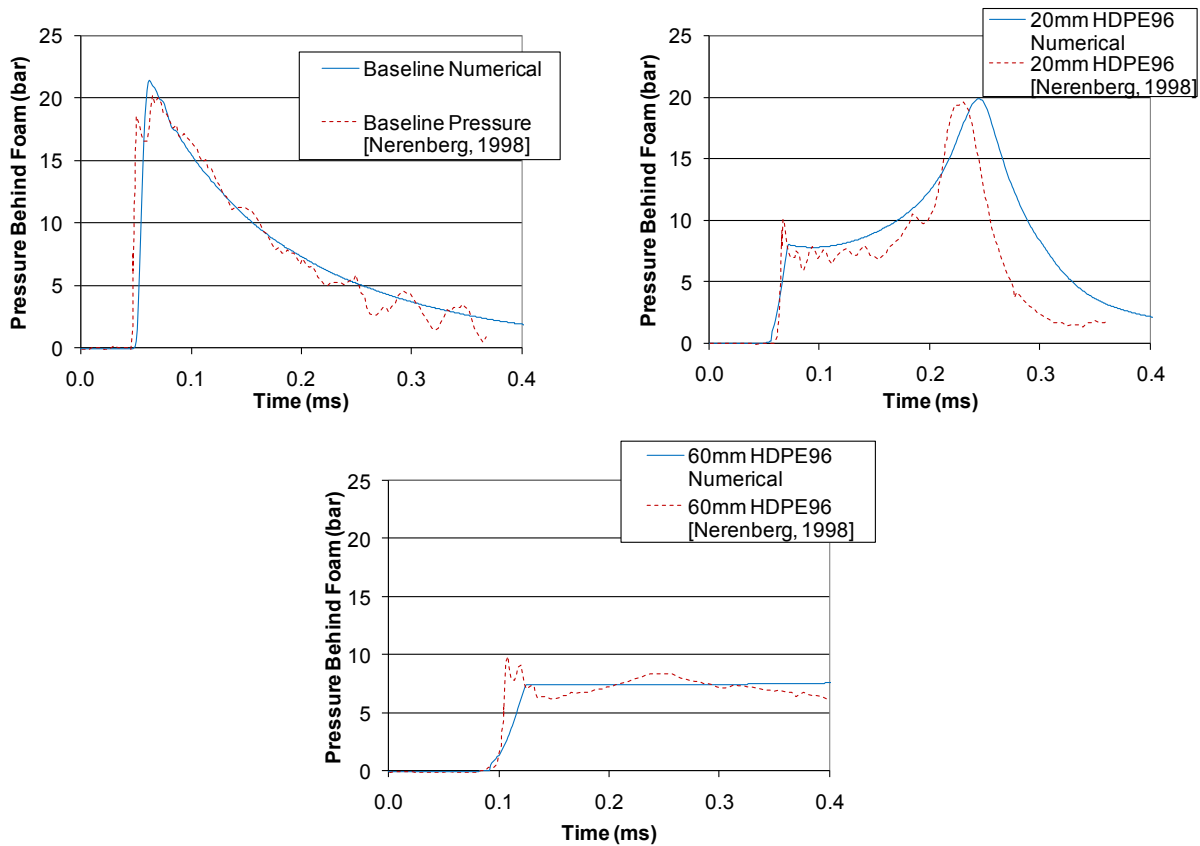 25
20
15
10
5
0
Pressure Behind Foam (bar)
0.0 0.1 0.2 0.3 0.4
Time (ms)
Baseline Numerical
Baseline Pressure
[Nerenberg, 1998]
25
20
15
10
5
0
Pressure Behind Foam (bar)
0.0 0.1 0.2 0.3 0.4
Time (ms)
20mm HDPE96
Numerical
20mm HDPE96
[Nerenberg, 1998]
25
20
15
10
5
0
Pressure Behind Foam (bar)
0.0 0.1 0.2 0.3 0.4
Time (ms)
60mm HDPE96
Numerical
60mm HDPE96
[Nerenberg, 1998]